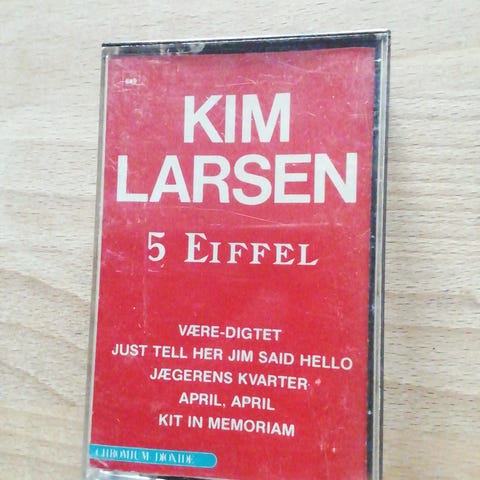 KIM
LARSEN
5 EIFFEL
VÆRE-DIGTET
JUST TELL HER JIM SAID HELLO
JÆGERENS KVARTER
APRIL, APRIL
KIT IN MEMORIAM
CHROMIUM DIOXIDE